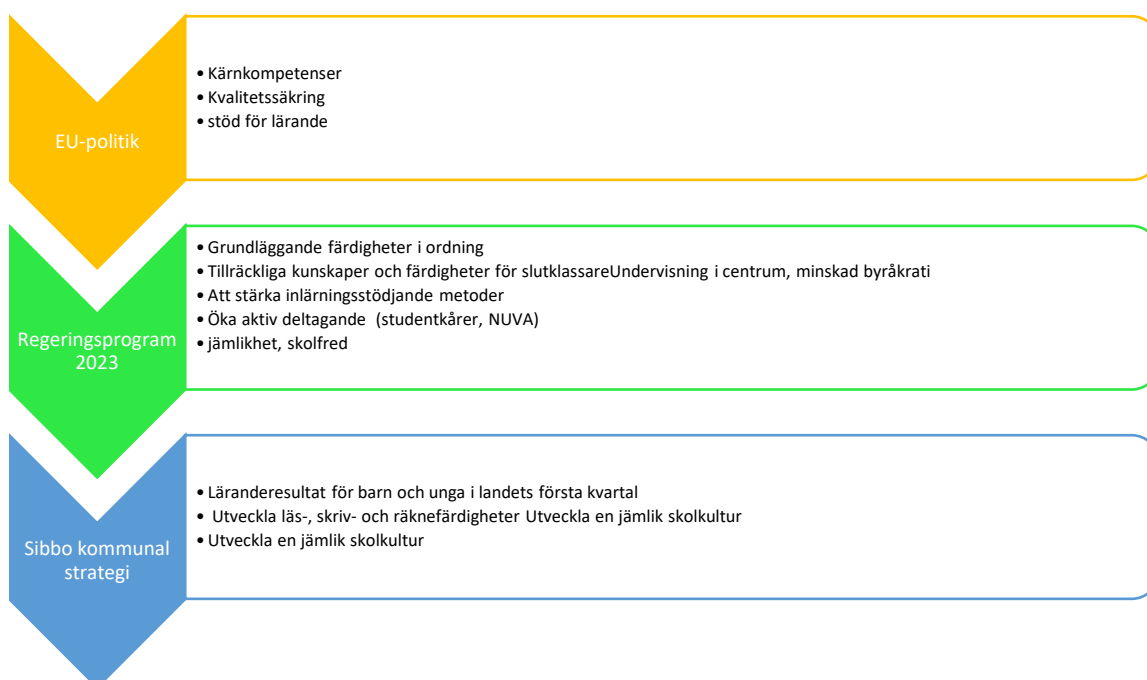 EU-politik
• Kärnkompetenser
• Kvalitetssäkring
• stöd för lärande
Regeringsprogram
2023
• Grundläggande färdigheter i ordning
• Tillräckliga kunskaper och färdigheter för slutklassareUndervisning i centrum, minskad byråkrati
• Att stärka inlärningsstödjande metoder
• Öka aktiv deltagande (studentkårer, NUVA)
• jämlikhet, skolfred
Sibbo kommunal
strategi
• Läranderesultat för barn och unga i landets första kvartal
• Utveckla läs-, skriv- och räknefärdigheter Utveckla en jämlik skolkultur
• Utveckla en jämlik skolkultur